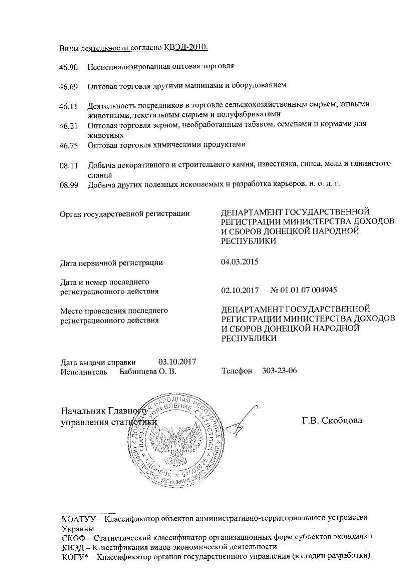 Виды деятельности согласно КВЭД-2010.
46.90 Неспециализированная оптовая торговля
46.69 Оптовая торговля другими машинами и оборудованием
46.11 Деятельность посредников в торговле сельскохозяйственным сырьем, живыми
животными, текстильным сырьем и полуфабрикатами
46.21 Оптовая торговля зерном, необработанным табаком, семенами и кормами для
животных
46.75 Оптовая торговля химическими продуктами
08.11 Добыча декоративного и строительного камня, известняка, гипса, мела и глинистого
сланца
08.99 Добыча других полезных ископаемых и разработка карьеров, н. о. д. г.
Орган государственной регистрации ДЕПАРТАМЕНТ ГОСУДАРСТВЕННОЙ
РЕГИСТРАЦИИ МИНИСТЕРСТВА ДОХОДОВ
И СБОРОВ ДОНЕЦКОЙ НАРОДНОЙ
РЕСПУБЛИКИ
Дата первичной регистрации 04.03.2015
Дата и номер последнего
регистрационного действия 02.10.2017 № 01 01 07 004945
Место проведения последнего ДЕПАРТАМЕНТ ГОСУДАРСТВЕННОЙ
регистрационного действия РЕГИСТРАЦИИ МИНИСТЕРСТВА ДОХОДОВ
И СБОРОВ ДОНЕЦКОЙ НАРОДНОЙ
РЕСПУБЛИКИ
Дата выдачи справки 03.10.2017
Исполнитель Бабищева О. В. Телефон 303-23-06
Начальник Главного
управления статистики Г.В. Скобцова
КОАТУУ – Классификатор объектов административно-территориального устройства
Украины
СКОФ – Статистический классификатор организационных форм субъектов экономики
КВЭД – Классификация видов экономической деятельности
КОГУ* – Классификатор органов государственного управления (в стадии разработки)